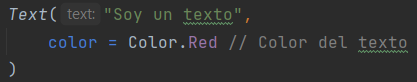 Text( text: "Soy un texto",
    color = Color.Red // Color del texto
)